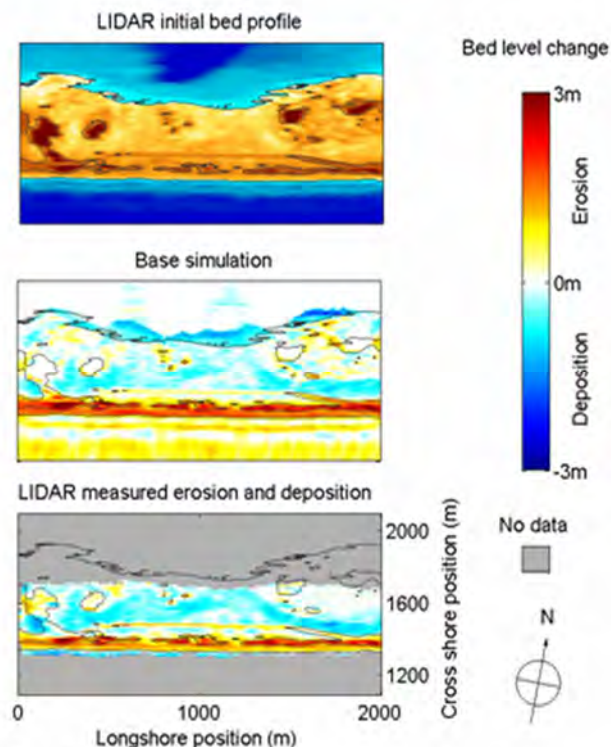 LIDAR initial bed profile
Bed level change
3m
Erosion
0m
Deposition
-3m
Base simulation
LIDAR measured erosion and deposition
2000
1600
1200
Cross shore position (m)
0
1000
2000
Longshore position (m)
No data
N